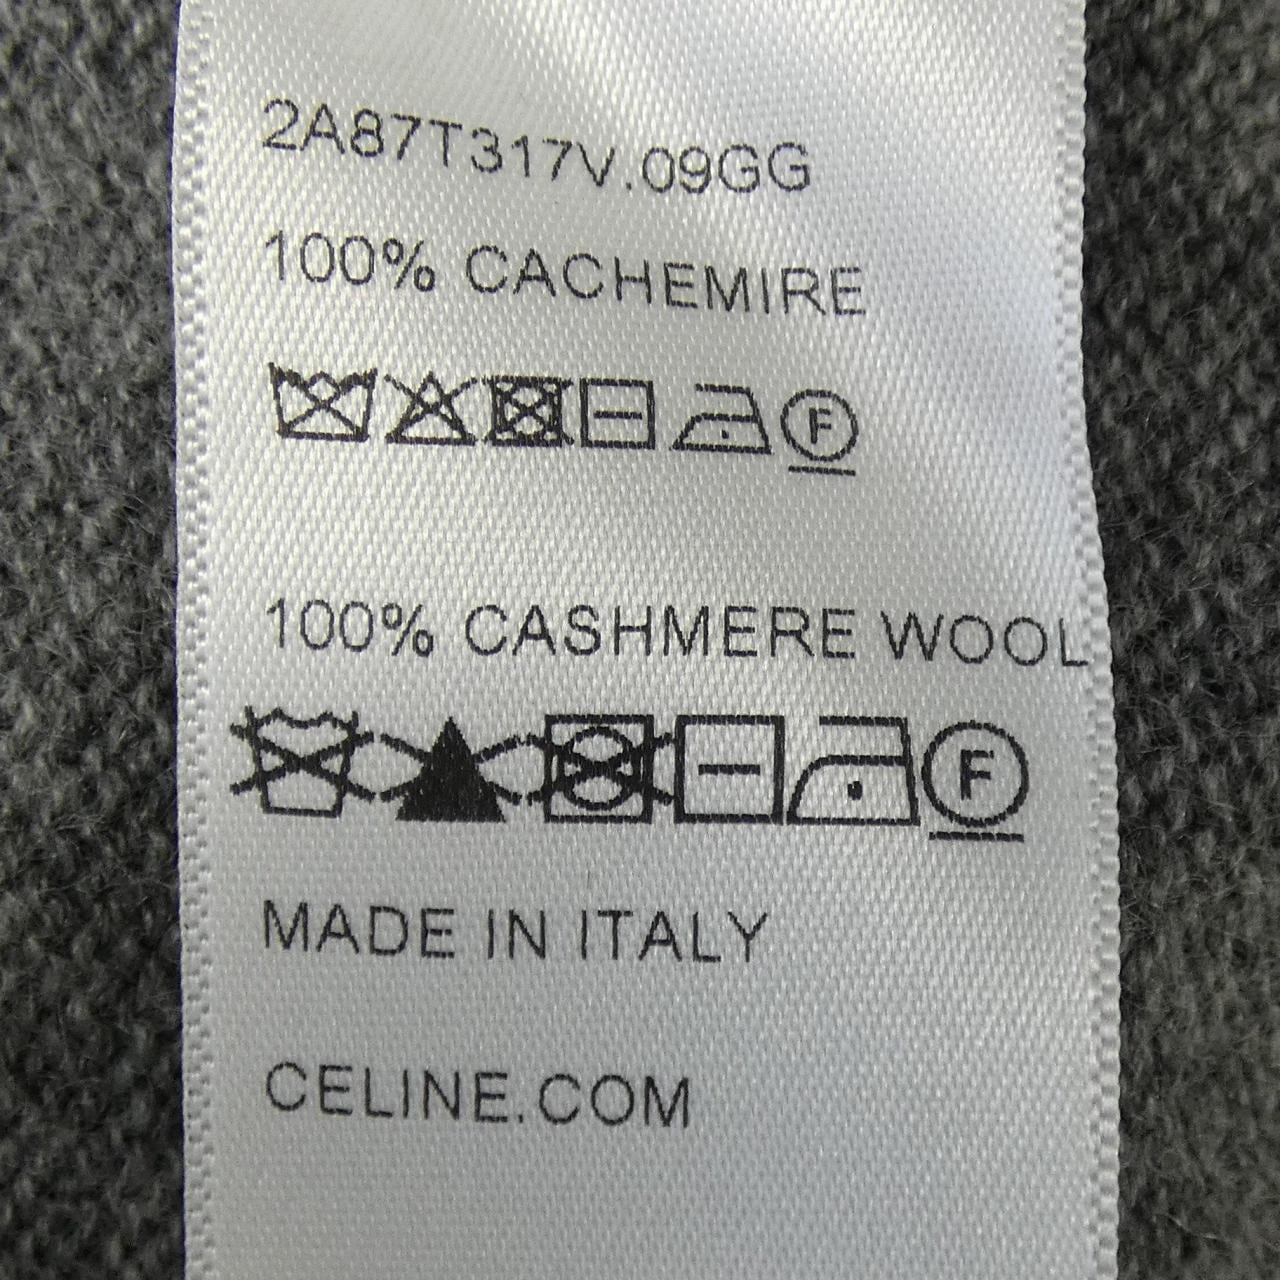 2A87T317V.09GG
100% CACHEMIRE
F
100% CASHMERE WOOL
F
MADE IN ITALY
CELINE.COM